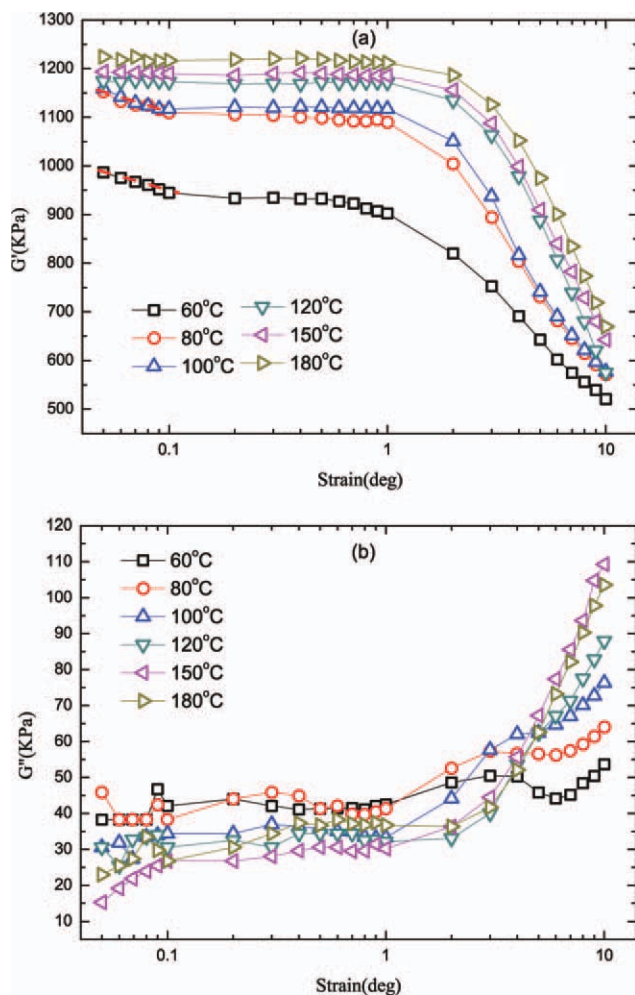 (a)
1300
1200
1100
1000
900
800
700
600
500
G'(KPa)
60°C 120°C
80°C 150°C
100°C 180°C
0.1 1 10
Strain(deg)
(b)
120
110
100
90
80
70
60
50
40
30
20
10
G''(KPa)
60°C
80°C
100°C
120°C
150°C
180°C
0.1 1 10
Strain(deg)